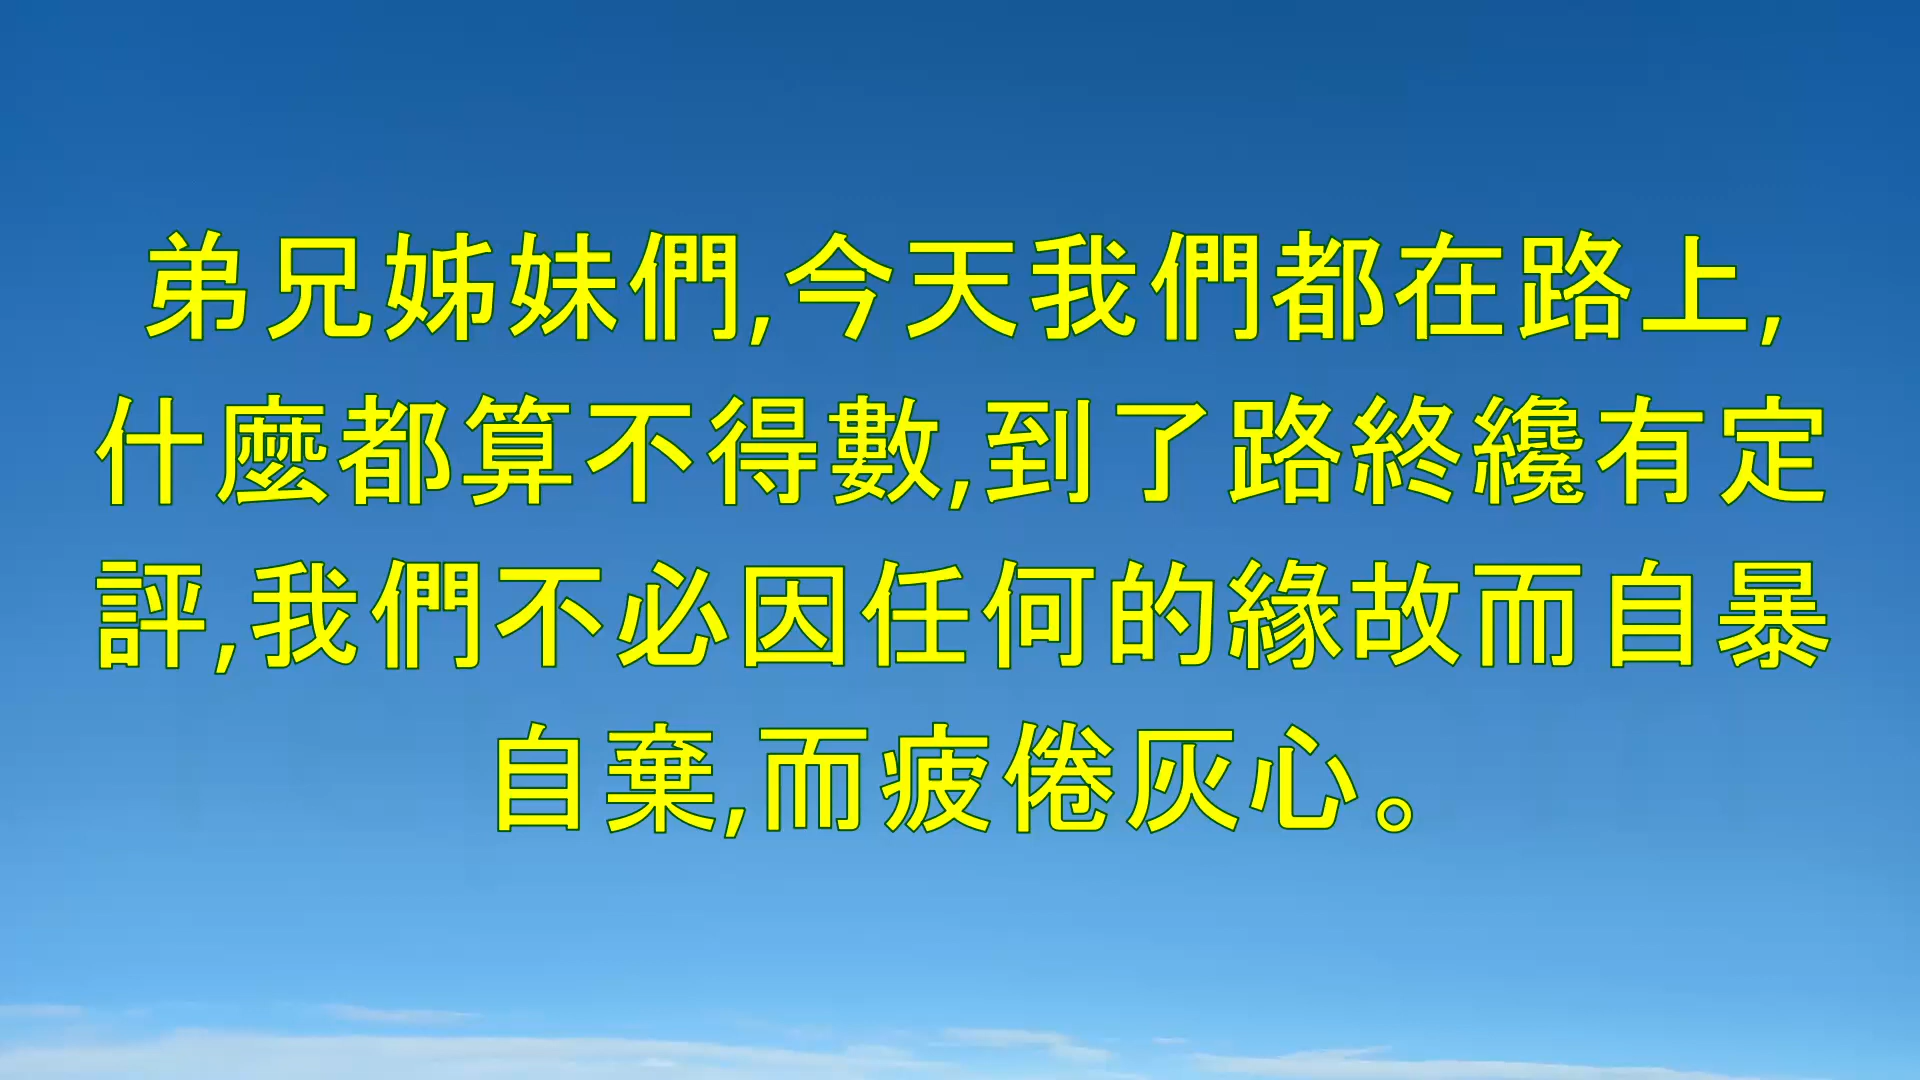 弟兄姊妹們,今天我們都在路上,
什麼都算不得數,到了路終纔有定
評,我們不必因任何的緣故而自暴
自棄,而疲倦灰心。